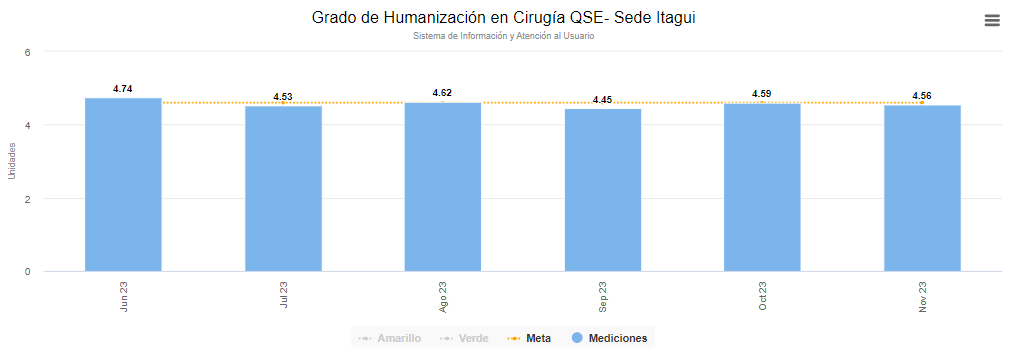 Grado de Humanización en Cirugía QSE- Sede Itagui
Sistema de Información y Atención al Usuario
Unidades
6
4
2
0
4.74
4.53
4.62
4.45
4.59
4.56
Jun 23
Jul 23
Ago 23
Sep 23
Oct 23
Nov 23
Amarillo Verde Meta Mediciones